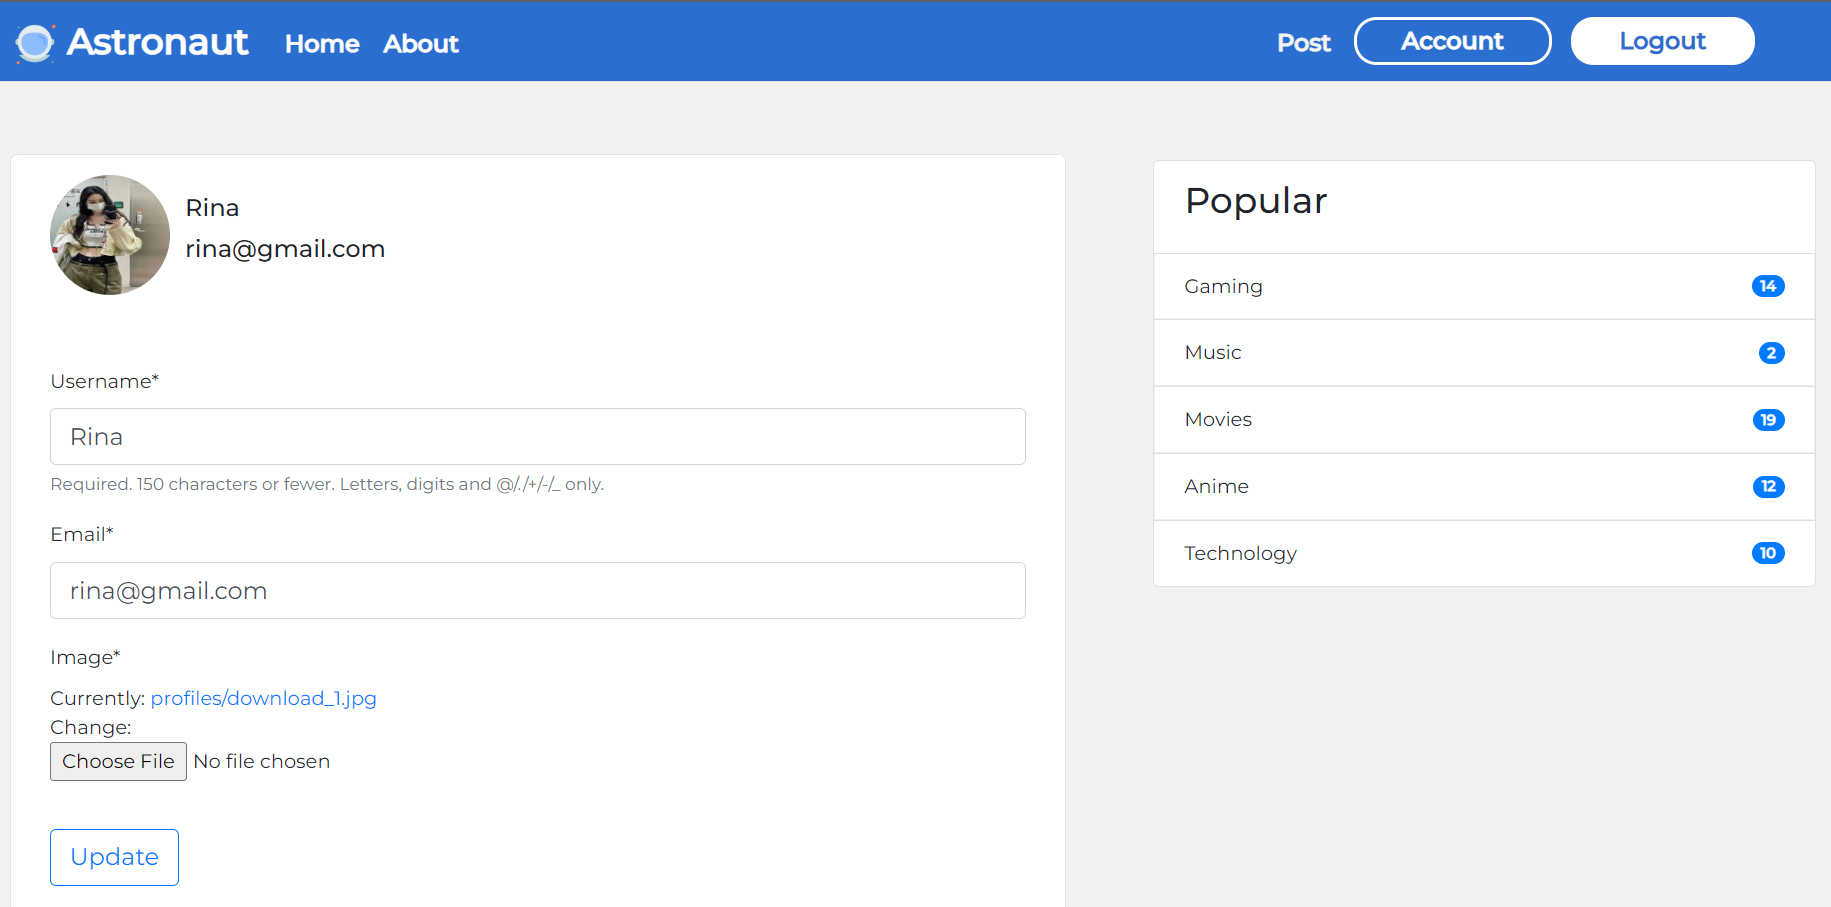 Astronaut Home About Post Account Logout
Rina
rina@gmail.com
Username*
Rina
Required. 150 characters or fewer. Letters, digits and @/./+/-/_ only.
Email*
rina@gmail.com
Image*
Currently: profiles/download_1.jpg
Change:
Choose File No file chosen
Update
Popular
Gaming 14
Music 2
Movies 19
Anime 12
Technology 10